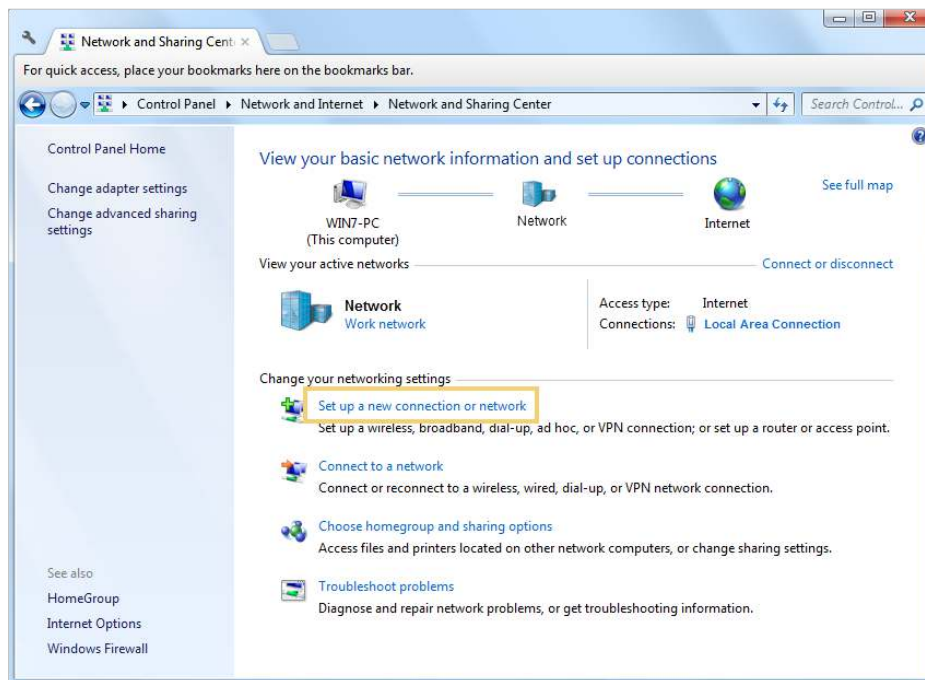 Network and Sharing Cent
For quick access, place your bookmarks here on the bookmarks bar.
Control Panel Network and Internet Network and Sharing Center
Search Control...
Control Panel Home
Change adapter settings
Change advanced sharing
settings
See also
HomeGroup
Internet Options
Windows Firewall
View your basic network information and set up connections
See full map
WIN7-PC
(This computer)
Network
Internet
View your active networks
Connect or disconnect
Network
Work network
Access type: Internet
Connections: Local Area Connection
Change your networking settings
Set up a new connection or network
Set up a wireless, broadband, dial-up, ad hoc, or VPN connection; or set up a router or access point.
Connect to a network
Connect or reconnect to a wireless, wired, dial-up, or VPN network connection.
Choose homegroup and sharing options
Access files and printers located on other network computers, or change sharing settings.
Troubleshoot problems
Diagnose and repair network problems, or get troubleshooting information.